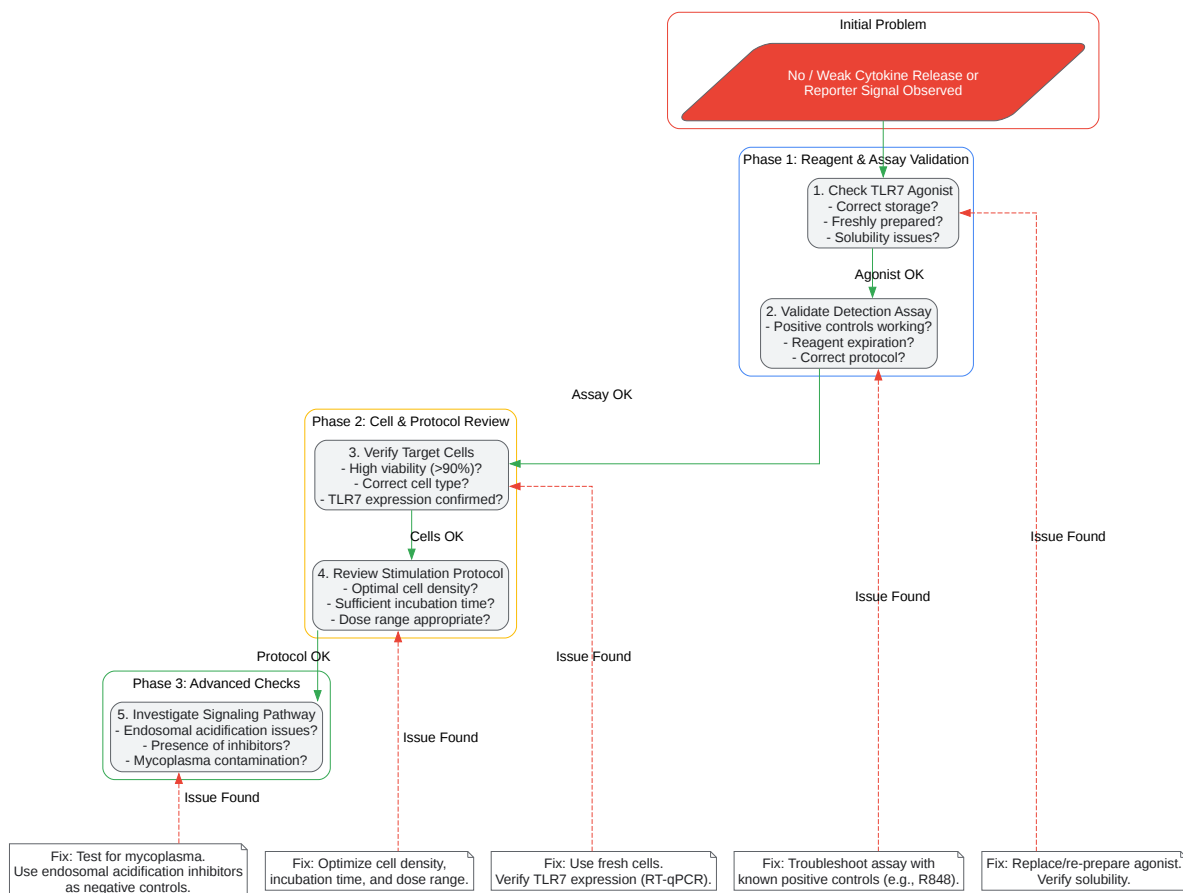 Initial Problem
No / Weak Cytokine Release or
Reporter Signal Observed
Phase 1: Reagent & Assay Validation
1. Check TLR7 Agonist
- Correct storage?
- Freshly prepared?
- Solubility issues?
Agonist OK
2. Validate Detection Assay
- Positive controls working?
- Reagent expiration?
- Correct protocol?
Assay OK
Phase 2: Cell & Protocol Review
3. Verify Target Cells
- High viability (>90%)?
- Correct cell type?
- TLR7 expression confirmed?
Cells OK
4. Review Stimulation Protocol
- Optimal cell density?
- Sufficient incubation time?
- Dose range appropriate?
Protocol OK
Phase 3: Advanced Checks
5. Investigate Signaling Pathway
- Endosomal acidification issues?
- Presence of inhibitors?
- Mycoplasma contamination?
Issue Found
Issue Found
Issue Found
Issue Found
Issue Found
Fix: Test for mycoplasma.
Use endosomal acidification inhibitors
as negative controls.
Fix: Optimize cell density,
incubation time, and dose range.
Fix: Use fresh cells.
Verify TLR7 expression (RT-qPCR).
Fix: Troubleshoot assay with
known positive controls (e.g., R848).
Fix: Replace/re-prepare agonist.
Verify solubility.